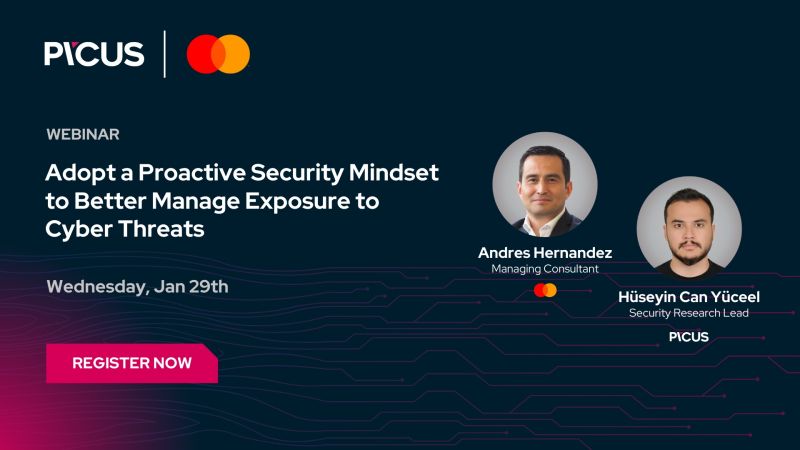 PICUS
WEBINAR
Adopt a Proactive Security Mindset
to Better Manage Exposure to
Cyber Threats
Wednesday, Jan 29th
REGISTER NOW
Andres Hernandez
Managing Consultant
Hüseyin Can Yüceel
Security Research Lead
PICUS